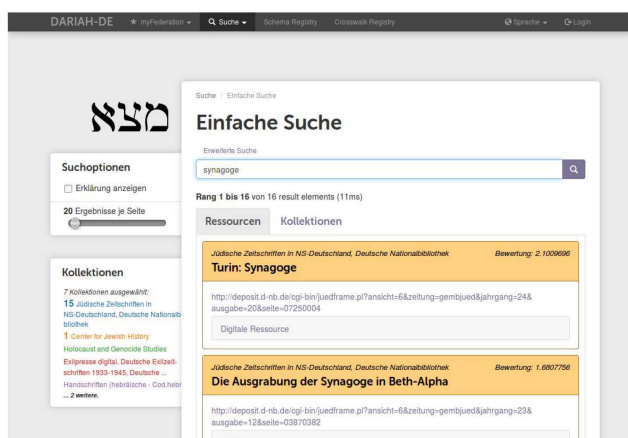 DARIAH-DE ★ myFederation Suche Schema Registry Crosswalk Registry Sprache Login
מצא
Suche / Einfache Suche
Einfache Suche
Erweiterte Suche
synagoge
Rang 1 bis 16 von 16 result elements (11ms)
Suchoptionen
Erklärung anzeigen
20 Ergebnisse je Seite
Ressourcen Kollektionen
Jüdische Zeitschriften in NS-Deutschland, Deutsche Nationalbibliothek Bewertung: 2.1009696
Turin: Synagoge
http://deposit.d-nb.de/cgi-bin/juedframe.pl?ansicht=6&zeitung=gembjued&jahrgang=24&
ausgabe=20&seite=07250004
Digitale Ressource
Jüdische Zeitschriften in NS-Deutschland, Deutsche Nationalbibliothek Bewertung: 1.6807756
Die Ausgrabung der Synagoge in Beth-Alpha
http://deposit.d-nb.de/cgi-bin/juedframe.pl?ansicht=6&zeitung=gembjued&jahrgang=23&
ausgabe=12&seite=03870382
Kollektionen
7 Kollektionen ausgewählt:
15 Jüdische Zeitschriften in
NS-Deutschland, Deutsche Nationalb
bliothek
1 Center for Jewish History
Holocaust and Genocide Studies
Exilpresse digital. Deutsche Exilzeit-
schriften 1933-1945, Deutsche ...
Handschriften (hebräische - Cod.hebr
... 2 weitere.